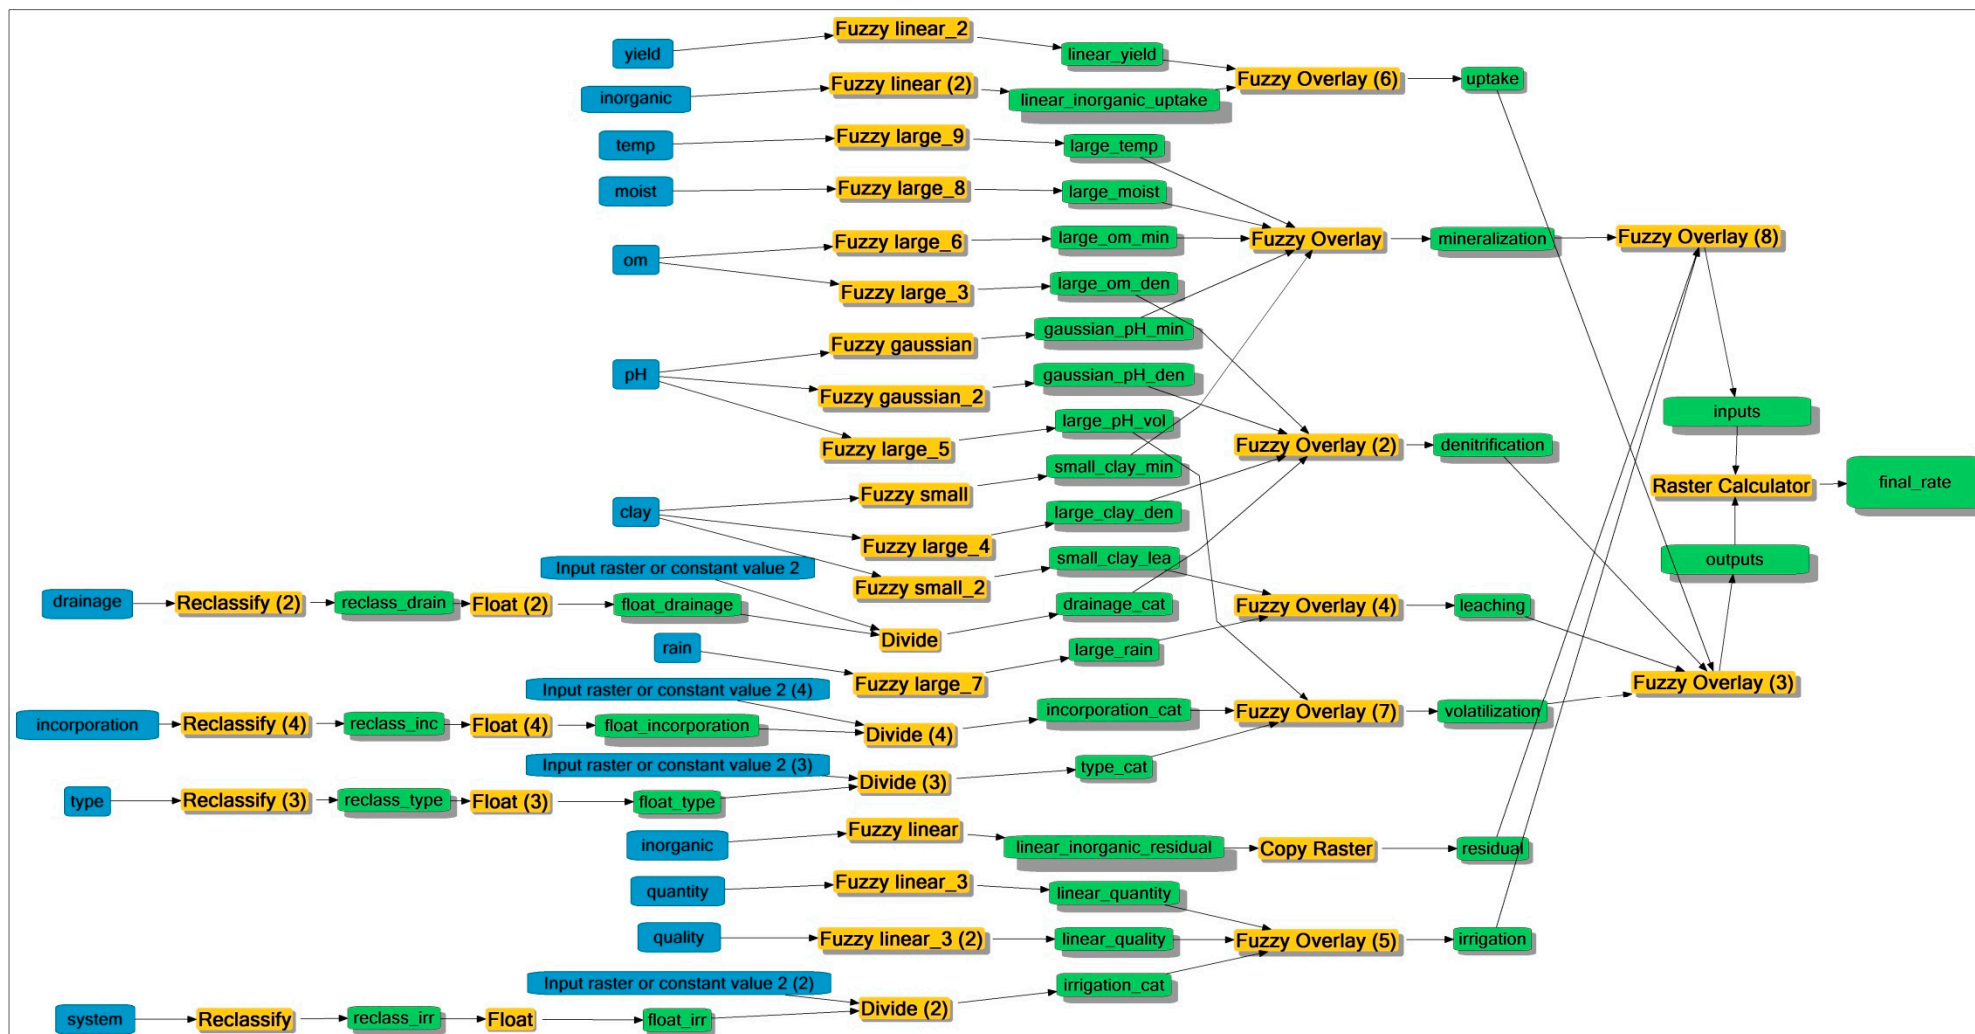 yield
Fuzzy linear_2
linear_yield
inorganic
Fuzzy linear (2)
linear_inorganic_uptake
Fuzzy Overlay (6)
uptake
temp
Fuzzy large_9
large_temp
moist
Fuzzy large_8
large_moist
om
Fuzzy large_6
large_om_min
Fuzzy Overlay
mineralization
Fuzzy Overlay (8)
Fuzzy large_3
large_om_den
pH
Fuzzy gaussian
gaussian_pH_min
Fuzzy gaussian_2
gaussian_pH_den
Fuzzy large_5
large_pH_vol
Fuzzy Overlay (2)
denitrification
inputs
Raster Calculator
final_rate
outputs
clay
Fuzzy small
small_clay_min
Fuzzy large_4
large_clay_den
Fuzzy small_2
small_clay_lea
Input raster or constant value 2
drainage
Reclassify (2)
reclass_drain
Float (2)
float_drainage
Divide
drainage_cat
Fuzzy Overlay (4)
leaching
rain
Fuzzy large_7
large_rain
Fuzzy Overlay (3)
Input raster or constant value 2 (4)
incorporation
Reclassify (4)
reclass_inc
Float (4)
float_incorporation
Divide (4)
incorporation_cat
Fuzzy Overlay (7)
volatilization
Input raster or constant value 2 (3)
type
Reclassify (3)
reclass_type
Float (3)
float_type
Divide (3)
type_cat
inorganic
Fuzzy linear
linear_inorganic_residual
Copy Raster
residual
quantity
Fuzzy linear_3
linear_quantity
quality
Fuzzy linear_3 (2)
linear_quality
Fuzzy Overlay (5)
irrigation
Input raster or constant value 2 (2)
system
Reclassify
reclass_irr
Float
float_irr
Divide (2)
irrigation_cat